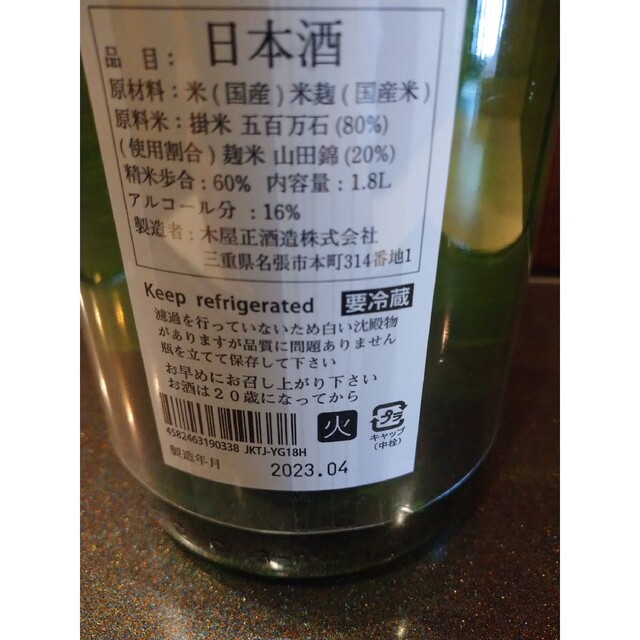 品 目: 日本酒
原材料: 米(国産)米麹(国産米)
原料米: 掛米 五百万石(80%)
(使用割合) 麹米 山田錦(20%)
精米歩合: 60% 内容量: 1.8L
アルコール分 : 16%
製造者: 木屋正酒造株式会社
三重県名張市本町314番地1
Keep refrigerated 要冷蔵
濾過を行っていないため白い沈殿物
がありますが品質に問題ありません
瓶を立てて保存して下さい
お早めにお召し上がり下さい
お酒は20歳になってから
4582463190338 JKTJ-YG18H
火
プラ
キャップ
(中栓)
製造年月 2023.04